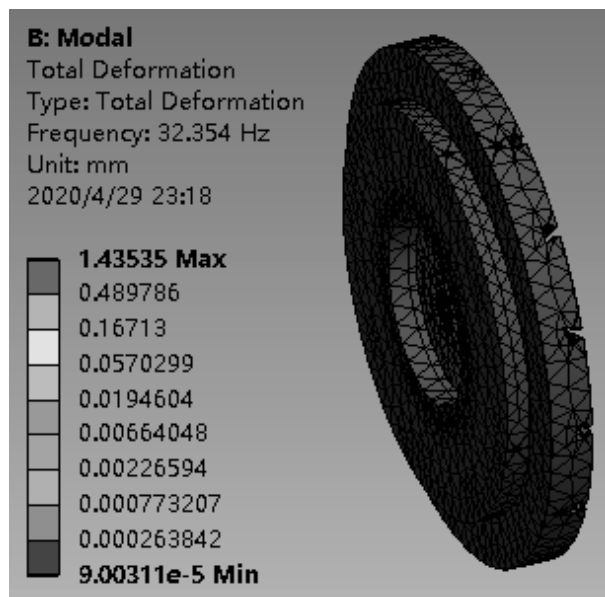 B: Modal
Total Deformation
Type: Total Deformation
Frequency: 32.354 Hz
Unit: mm
2020/4/29 23:18
1.43535 Max
0.489786
0.16713
0.0570299
0.0194604
0.00664048
0.00226594
0.000773207
0.000263842
9.00311e-5 Min